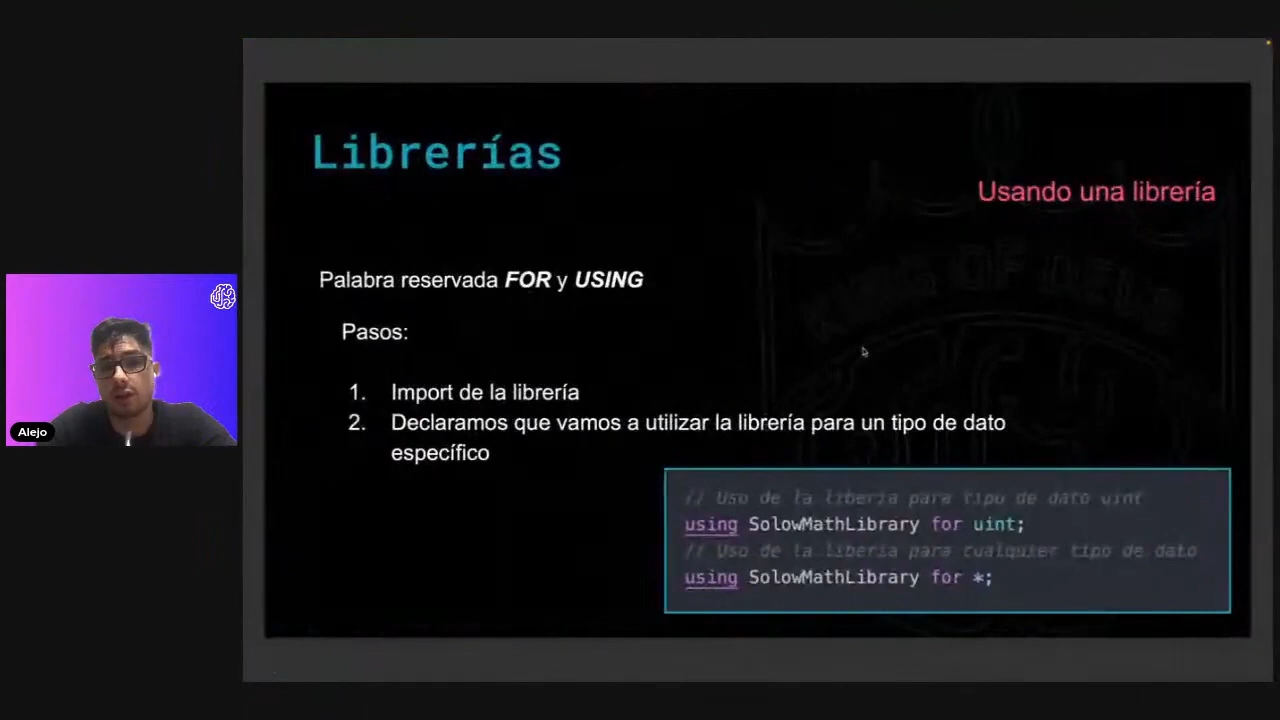 Librerías
Usando una librería
Palabra reservada FOR y USING
Pasos:
1. Import de la librería
2. Declaramos que vamos a utilizar la librería para un tipo de dato
específico
// Uso de la liberia para tipo de dato uint
using SolowMathLibrary for uint;
// Uso de la liberia para cualquier tipo de dato
using SolowMathLibrary for *;
Alejo